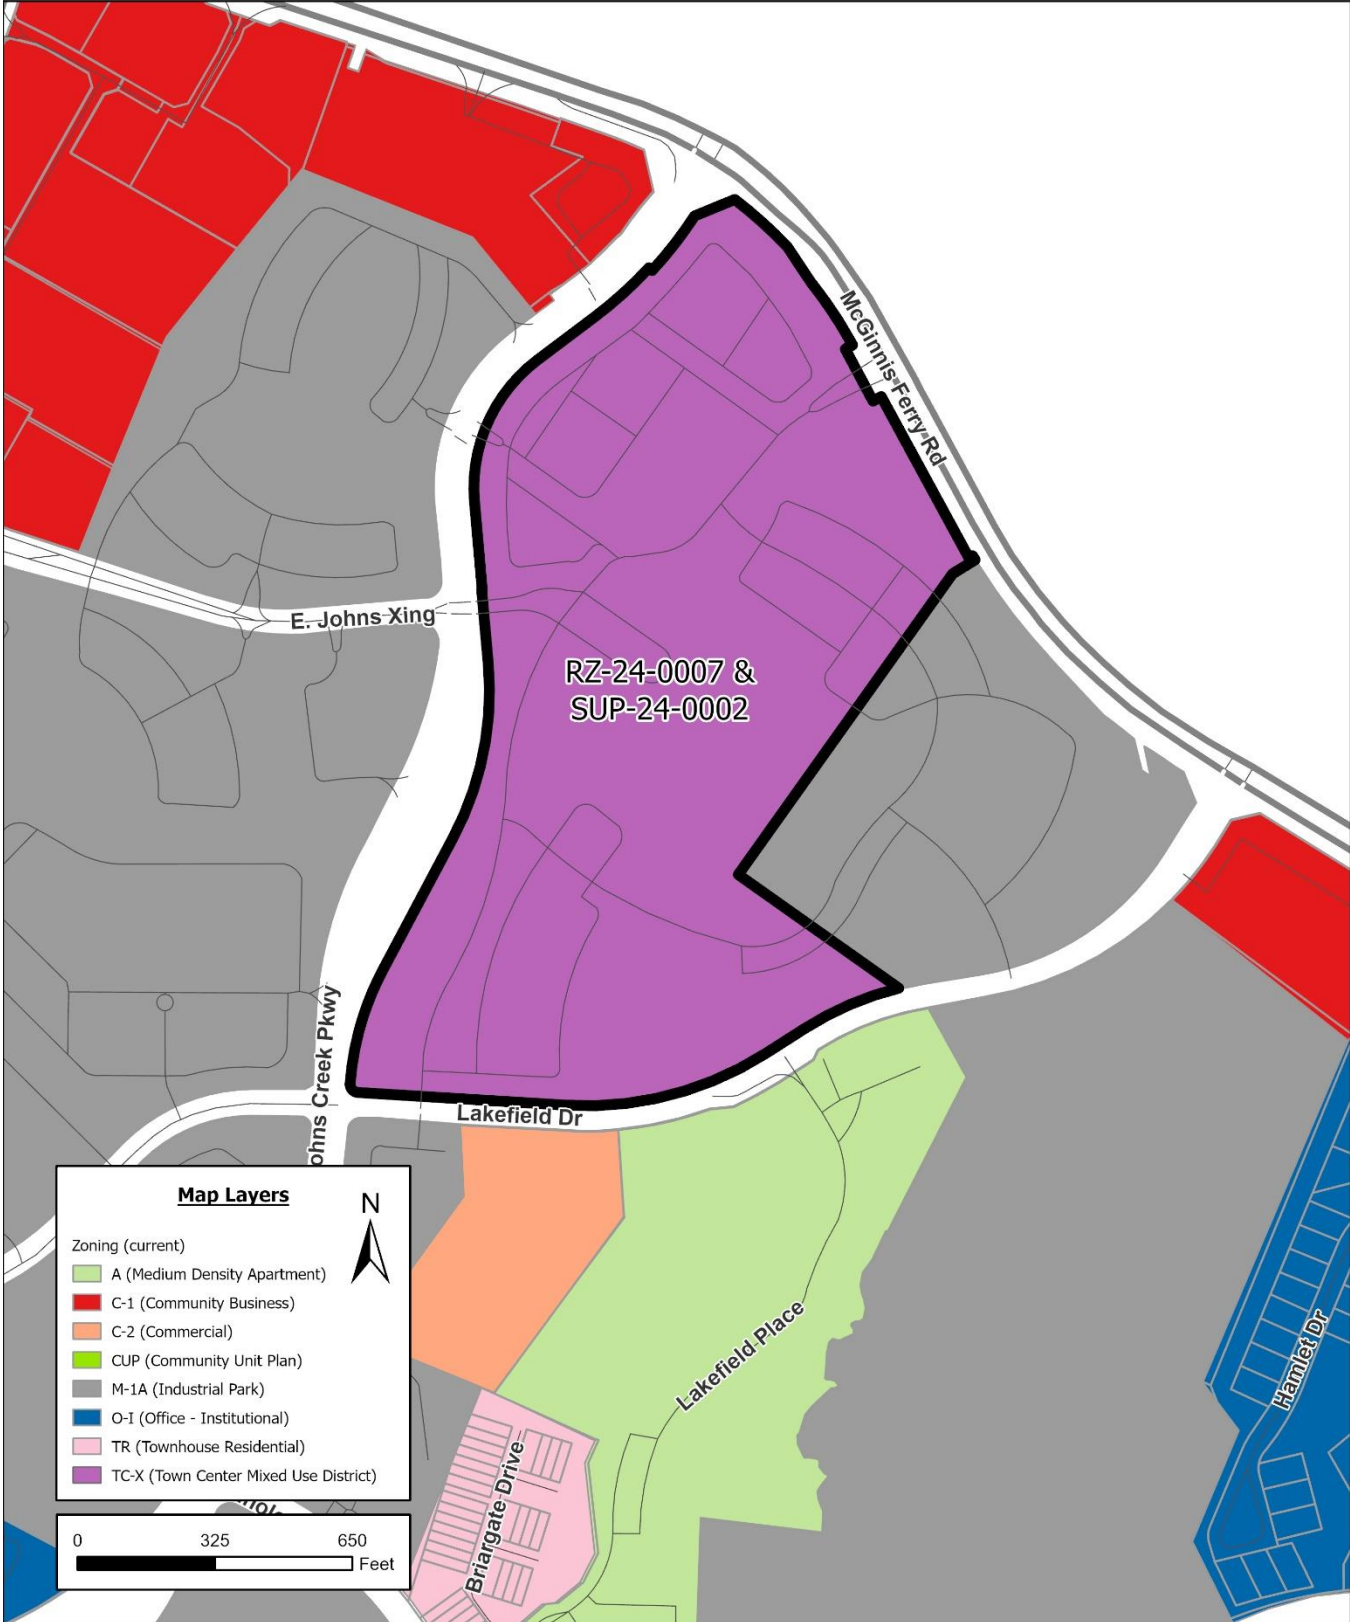 McGinnis Ferry Rd
E. Johns Xing
RZ-24-0007 &
SUP-24-0002
Johns Creek Pkwy
Lakefield Dr
Lakefield Place
Hamlet Dr
Briargate Drive
Map Layers
N
Zoning (current)
A (Medium Density Apartment)
C-1 (Community Business)
C-2 (Commercial)
CUP (Community Unit Plan)
M-1A (Industrial Park)
O-I (Office - Institutional)
TR (Townhouse Residential)
TC-X (Town Center Mixed Use District)
0 325 650
Feet